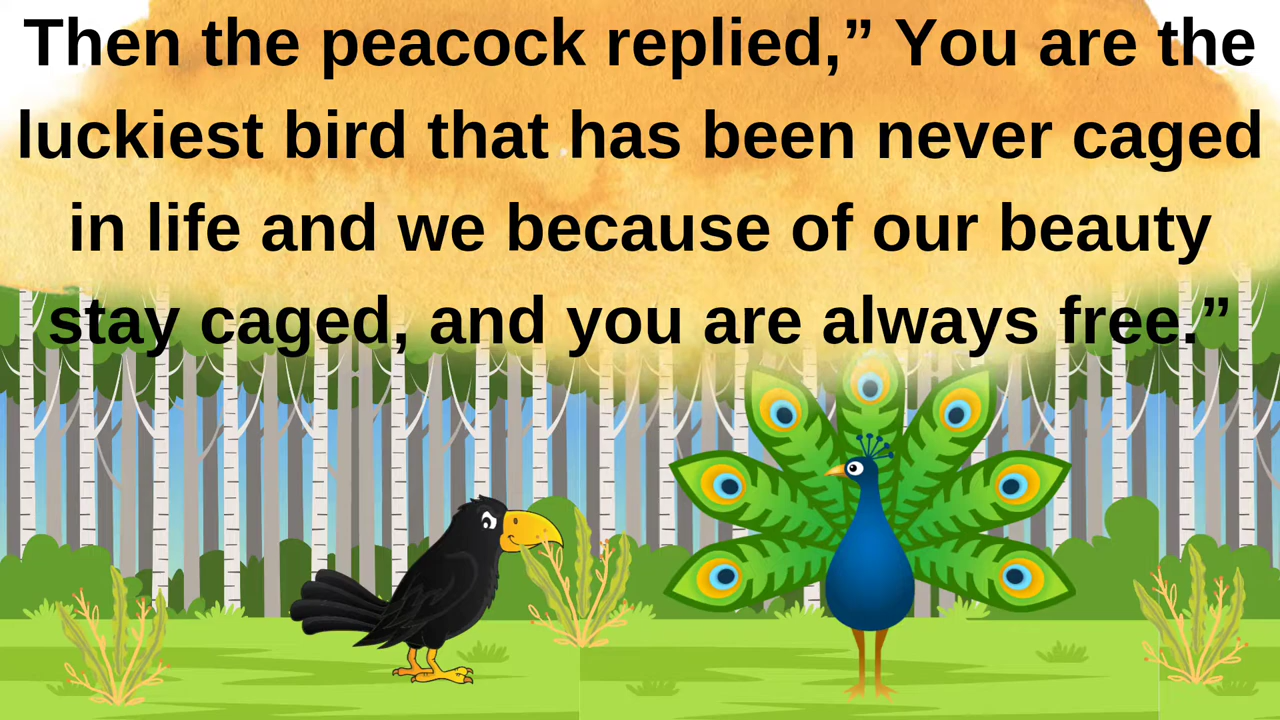 Then the peacock replied,” You are the
luckiest bird that has been never caged
in life and we because of our beauty
stay caged, and you are always free.”